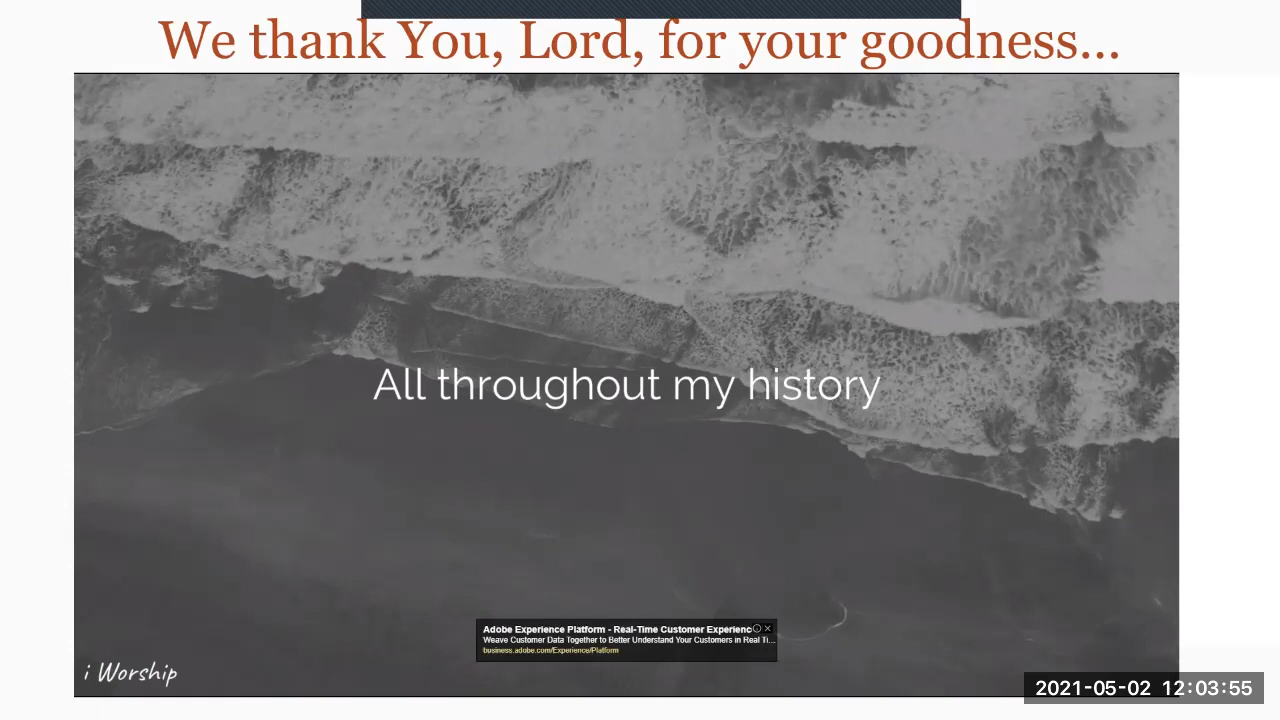 We thank You, Lord, for your goodness...
All throughout my history
Adobe Experience Platform - Real-Time Customer Experienc
Weave Customer Data Together to Better Understand Your Customers in Real Ti...
business.adobe.com/Experience/Platform
i Worship
2021-05-02 12:03:55